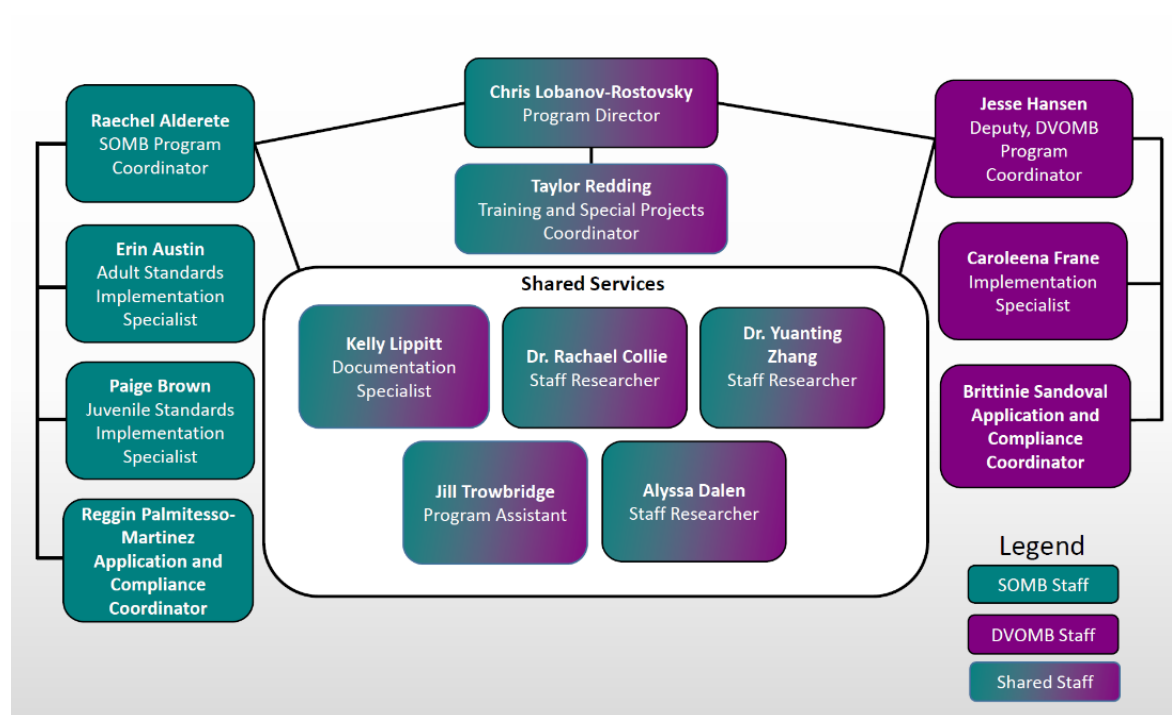 Chris Lobanov-Rostovsky
Program Director
Raechel Alderete
SOMB Program
Coordinator
Jesse Hansen
Deputy, DVOMB
Program
Coordinator
Taylor Redding
Training and Special Projects
Coordinator
Erin Austin
Adult Standards
Implementation
Specialist
Caroleena Frane
Implementation
Specialist
Shared Services
Kelly Lippitt
Documentation
Specialist
Dr. Rachael Collie
Staff Researcher
Dr. Yuanting
Zhang
Staff Researcher
Paige Brown
Juvenile Standards
Implementation
Specialist
Brittinie Sandoval
Application and
Compliance
Coordinator
Jill Trowbridge
Program Assistant
Alyssa Dalen
Staff Researcher
Reggin Palmitesso-
Martinez
Application and
Compliance
Coordinator
Legend
SOMB Staff
DVOMB Staff
Shared Staff